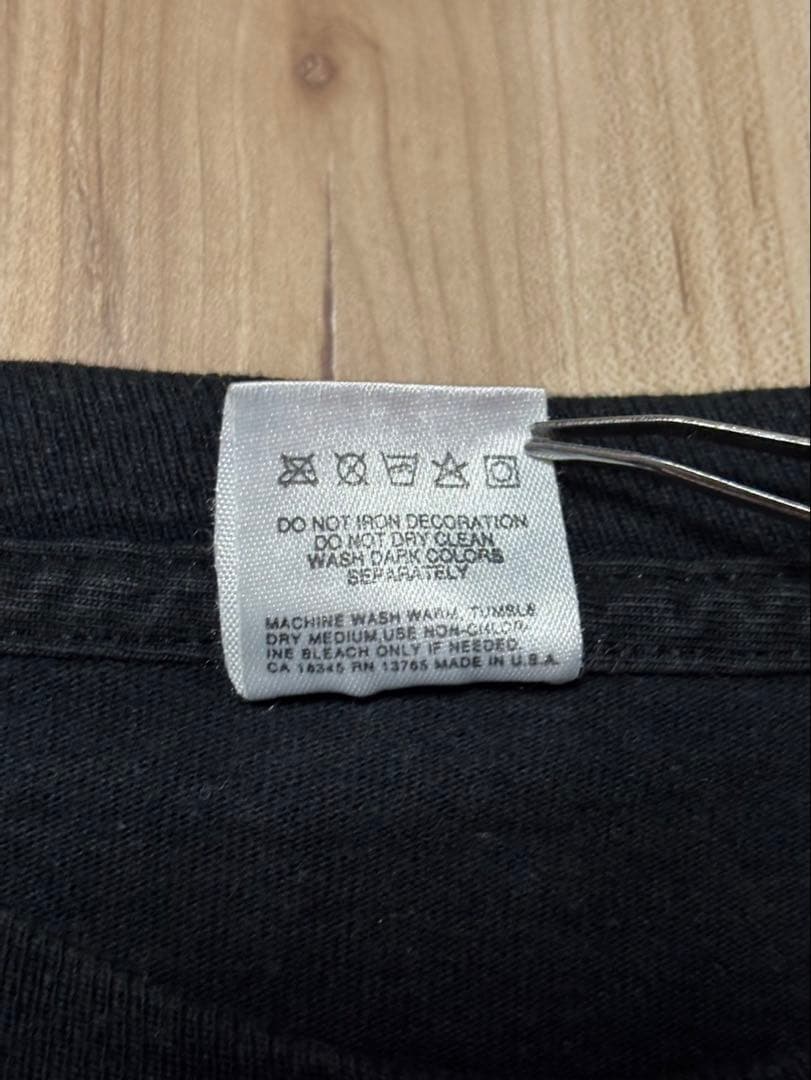 DO NOT IRON DECORATION
DO NOT DRY CLEAN
WASH DARK COLORS
SEPARATELY
MACHINE WASH WARM, TUMBLE
DRY MEDIUM,USE NON-CHLOR-
INE BLEACH ONLY IF NEEDED.
CA 16345 RN 13765 MADE IN U.S.A.